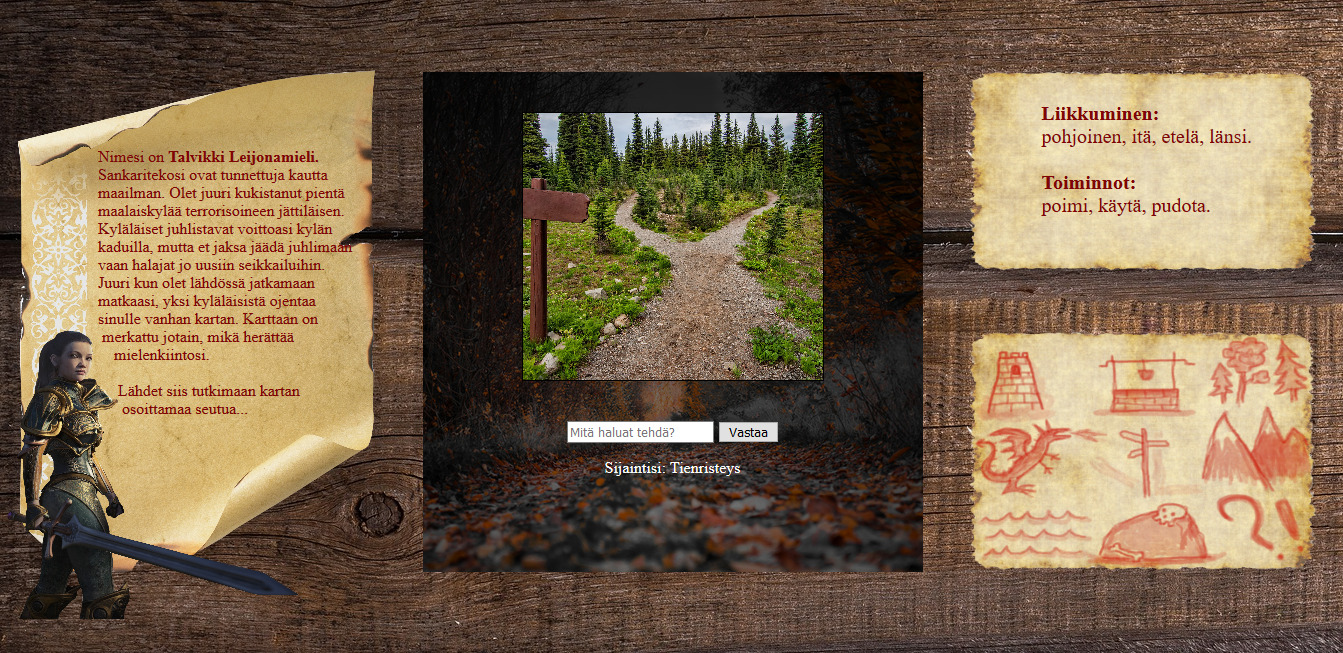 Nimesi on Talvikki Leijonamieli.
Sankaritekosi ovat tunnettuja kautta
maailman. Olet juuri kukistanut pientä
maalaiskylää terrorisoineen jättiläisen.
Kyläläiset juhlistavat voittoasi kylän
kaduilla, mutta et jaksa jäädä juhlimaan
vaan halajat jo uusiin seikkailuihin.
Juuri kun olet lähdössä jatkamaan
matkaasi, yksi kyläläisistä ojentaa
sinulle vanhan kartan. Karttaan on
merkattu jotain, mikä herättää
mielenkiintosi.
Lähdet siis tutkimaan kartan
osoittamaa seutua...
Mitä haluat tehdä?
Vastaa
Sijaintisi: Tienristeys
Liikkuminen:
pohjoinen, itä, etelä, länsi.
Toiminnot:
poimi, käytä, pudota.
?!